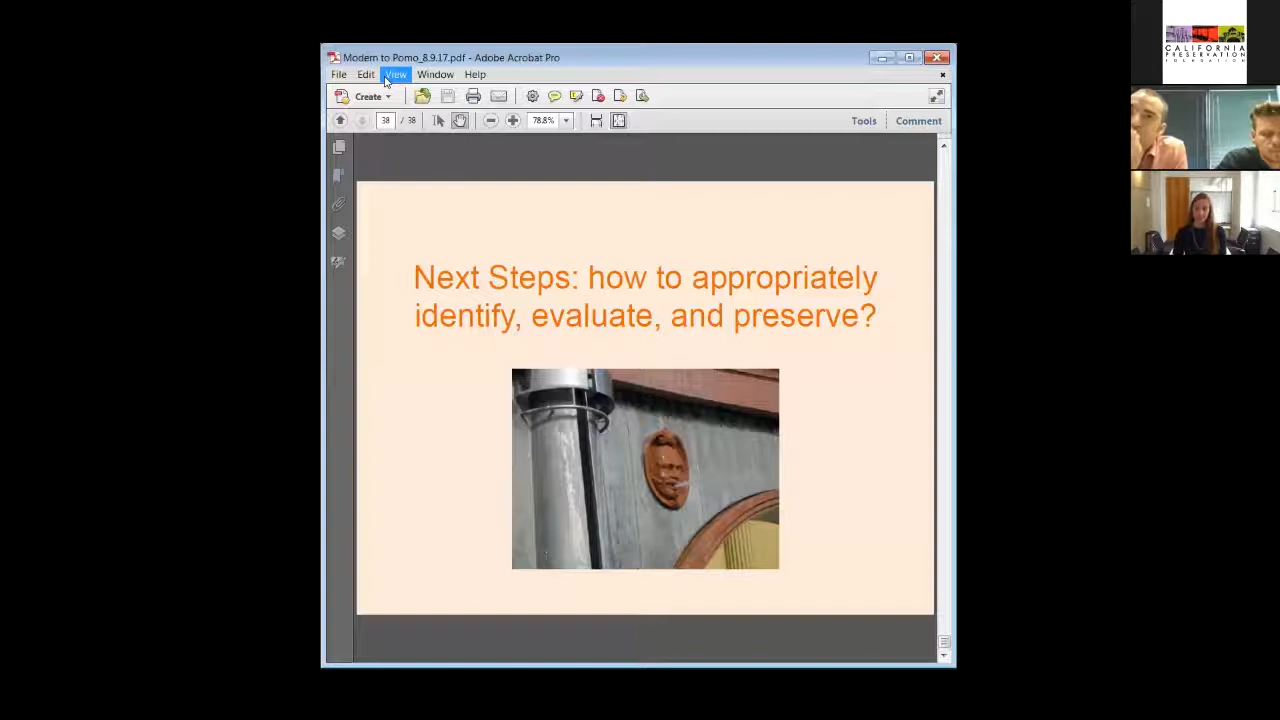 Modern to Pomo_8.9.17.pdf - Adobe Acrobat Pro
File Edit View Window Help
Create
38 / 38 78.8% Tools Comment
Next Steps: how to appropriately
identify, evaluate, and preserve?
CALIFORNIA
PRESERVATION
FOUNDATION